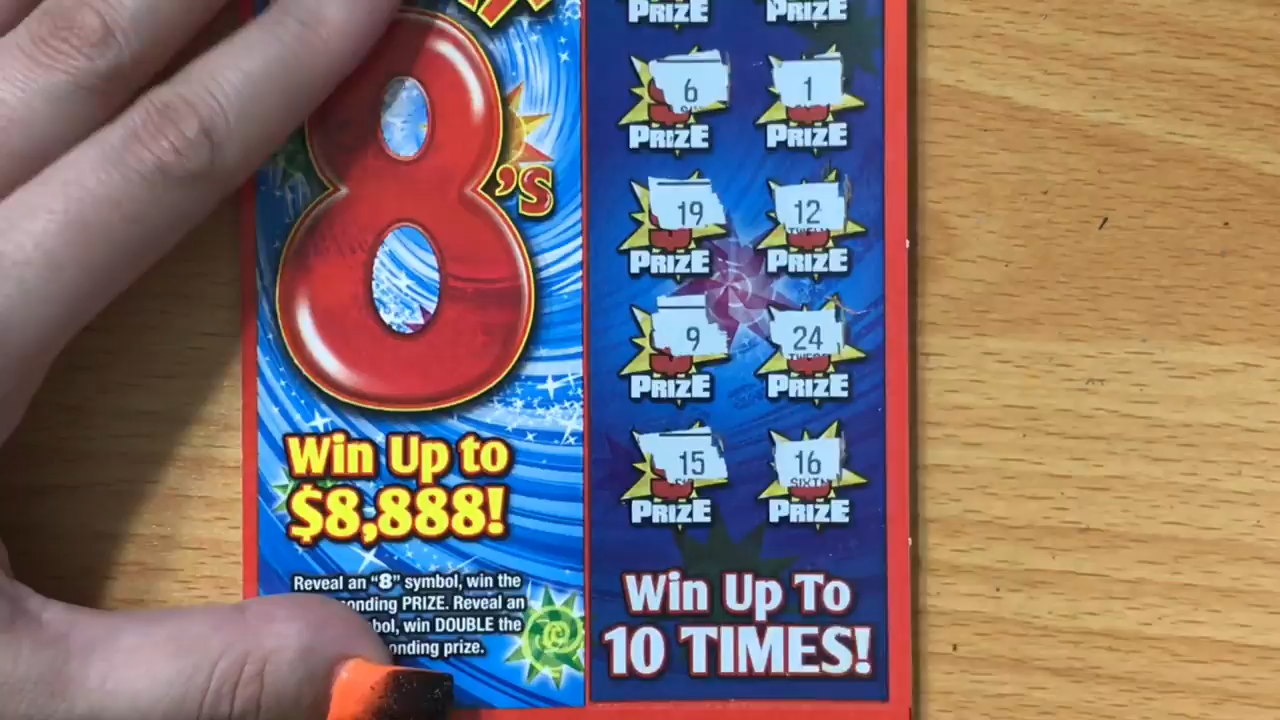 8's
Win Up to
$8,888!
Reveal an "8" symbol, win the
PRIZE. Reveal an
win DOUBLE the
prize.
PRIZE PRIZE
6 1
PRIZE PRIZE
19 12
PRIZE PRIZE
9 24
PRIZE PRIZE
15 16
PRIZE PRIZE
Win Up To
10 TIMES!